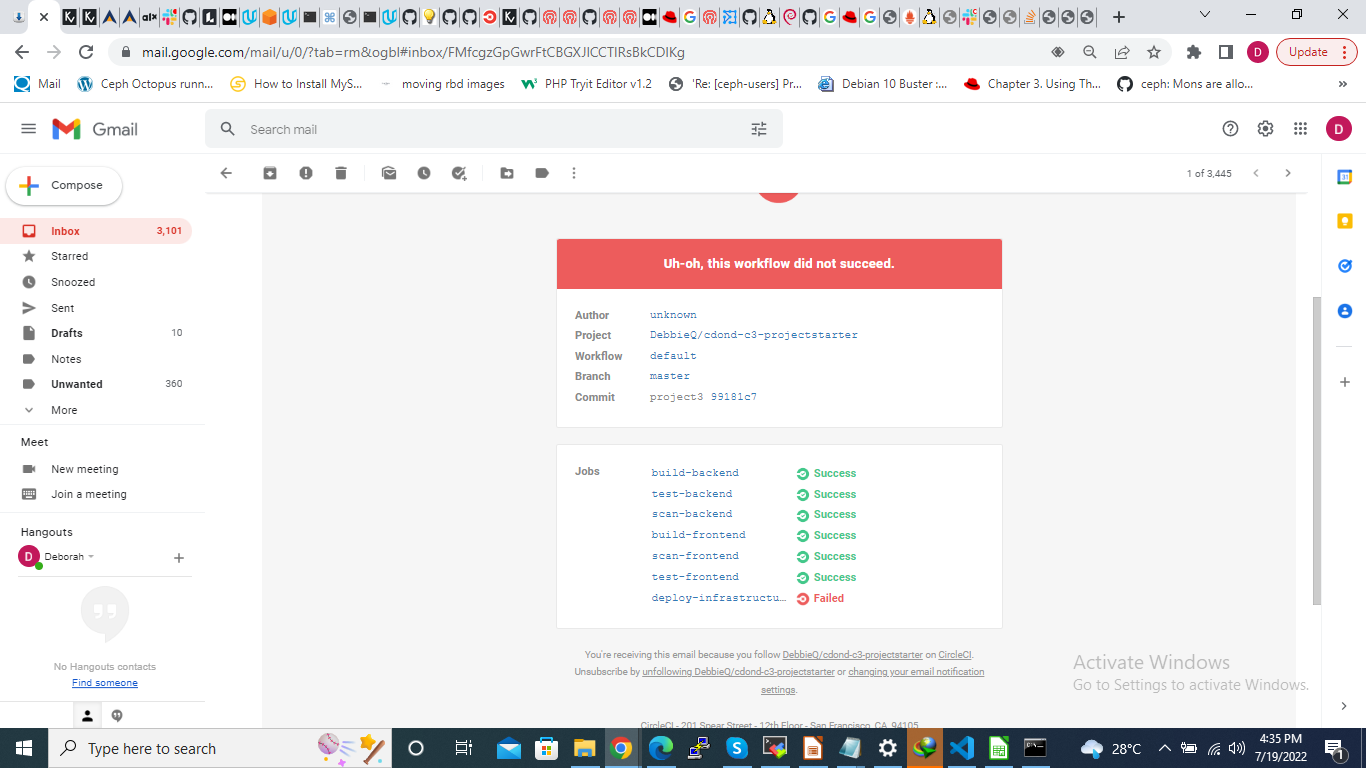 Update
mail.google.com/mail/u/0/?tab=rm&ogbl#inbox/FMfcgzGpGwrFtCBGXJlCCTlRsBkCDlKg
Mail
Ceph Octopus runn...
How to Install MyS...
moving rbd images
PHP Tryit Editor v1.2
'Re: [ceph-users] Pr...
Debian 10 Buster :...
Chapter 3. Using Th...
ceph: Mons are allo...
»
Gmail
Search mail
D
Compose
1 of 3,445
Inbox 3,101
Starred
Snoozed
Sent
Drafts 10
Notes
Unwanted 360
More
Meet
New meeting
Join a meeting
Hangouts
D Deborah
No Hangouts contacts
Find someone
Uh-oh, this workflow did not succeed.
Author unknown
Project DebbieQ/cdond-c3-projectstarter
Workflow default
Branch master
Commit project3 99181c7
Jobs build-backend Success
test-backend Success
scan-backend Success
build-frontend Success
scan-frontend Success
test-frontend Success
deploy-infrastructu... Failed
You're receiving this email because you follow DebbieQ/cdond-c3-projectstarter on CircleCI.
Unsubscribe by unfollowing DebbieQ/cdond-c3-projectstarter or changing your email notification
settings.
CircleCI - 201 Spear Street - 12th Floor - San Francisco, CA, 94105
Activate Windows
Go to Settings to activate Windows.
Type here to search
28°C
4:35 PM
7/19/2022
1